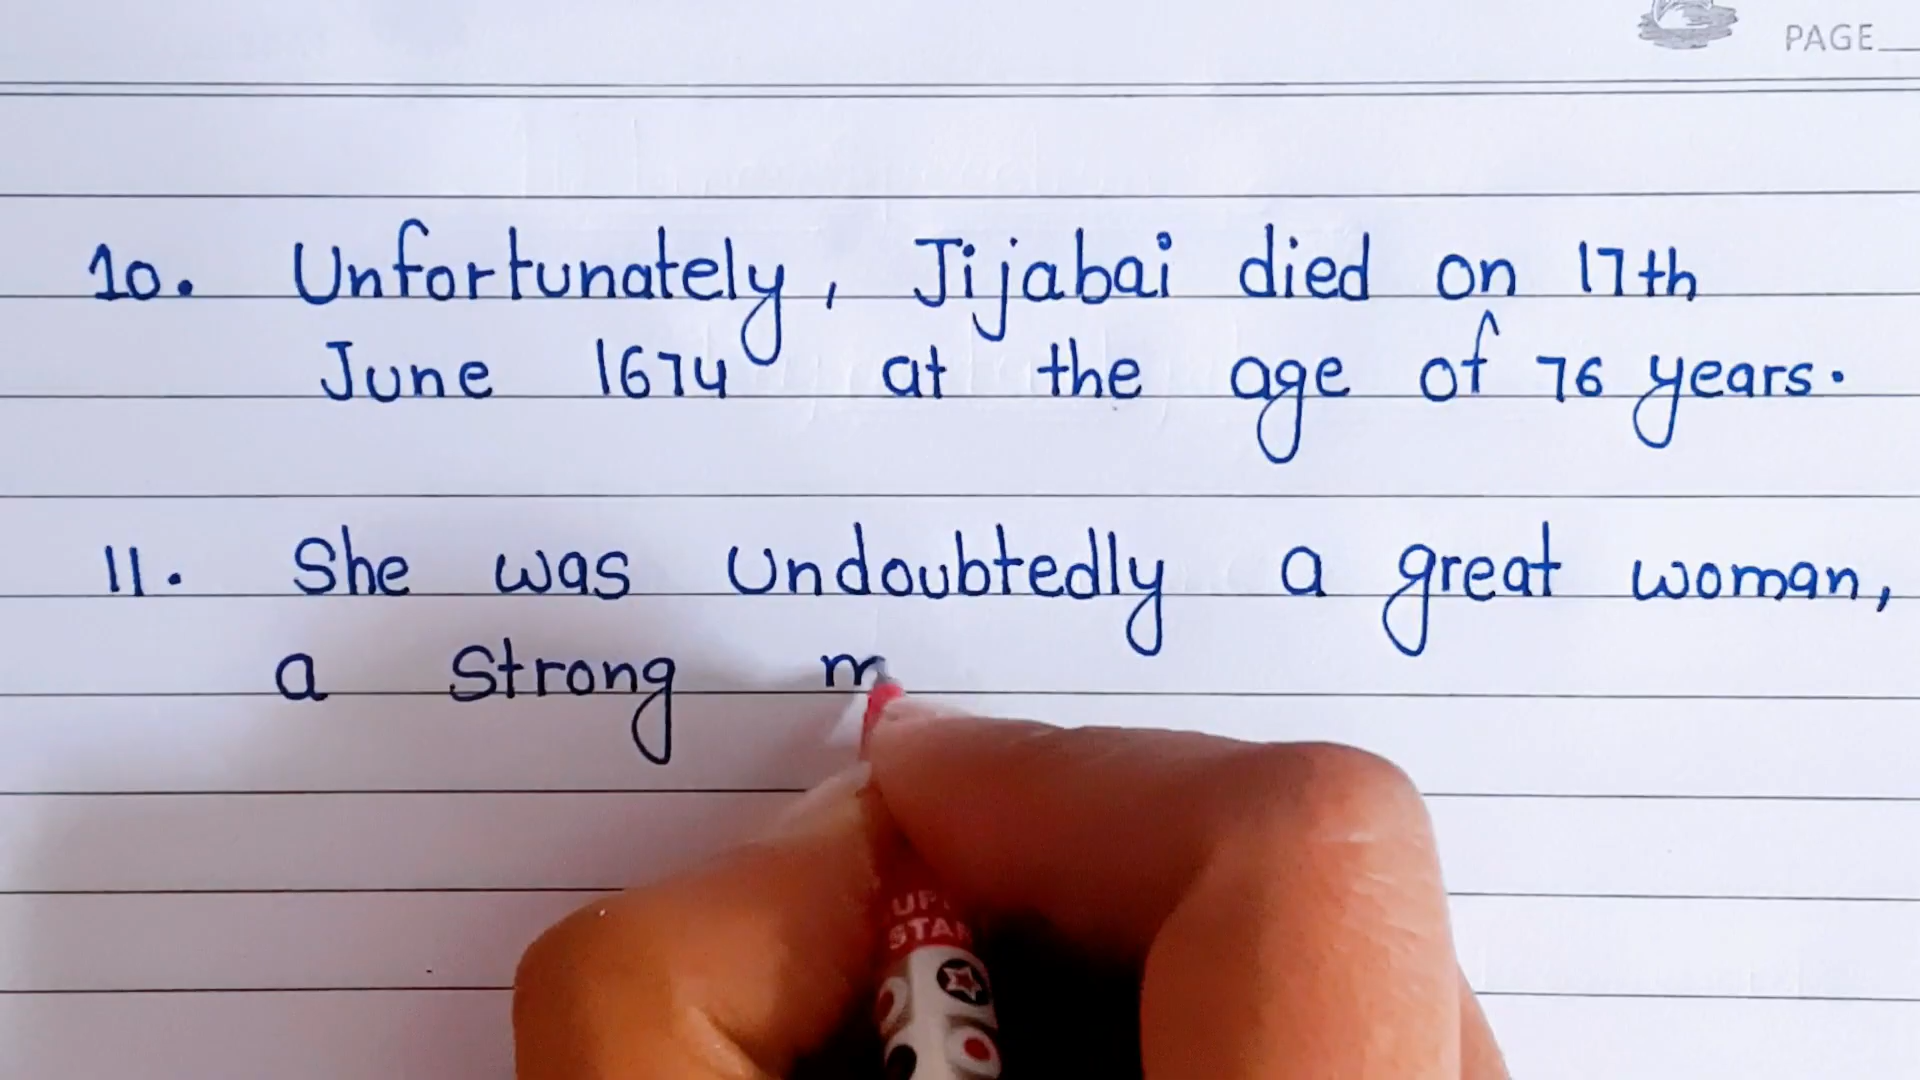 PAGE
10. Unfortunately, Jijabai died on 17th
June 1674 at the age of 76 years.
11. She was undoubtedly a great woman,
a strong m
STAR